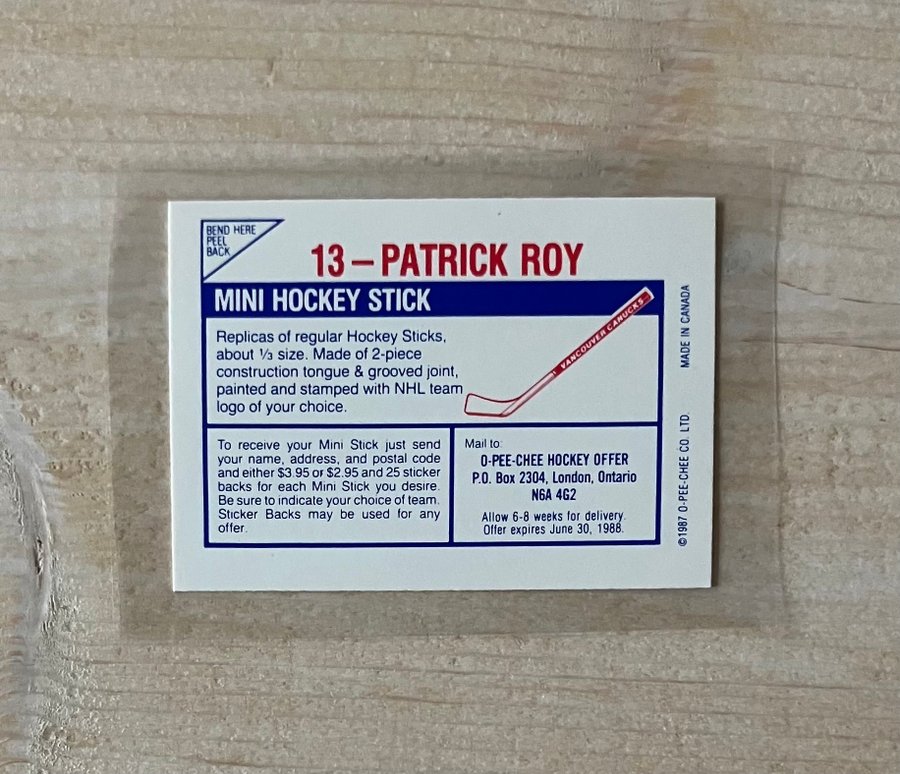 BEND HERE
PEEL
BACK
13–PATRICK ROY
MINI HOCKEY STICK
Replicas of regular Hockey Sticks,
about ⅓ size. Made of 2-piece
construction tongue & grooved joint,
painted and stamped with NHL team
logo of your choice.
VANCOUVER CANUCKS
To receive your Mini Stick just send
your name, address, and postal code
and either $3.95 or $2.95 and 25 sticker
backs for each Mini Stick you desire.
Be sure to indicate your choice of team.
Sticker Backs may be used for any
offer.
Mail to:
O-PEE-CHEE HOCKEY OFFER
P.O. Box 2304, London, Ontario
N6A 4G2
Allow 6-8 weeks for delivery.
Offer expires June 30, 1988.
©1987 O-PEE-CHEE CO. LTD. MADE IN CANADA